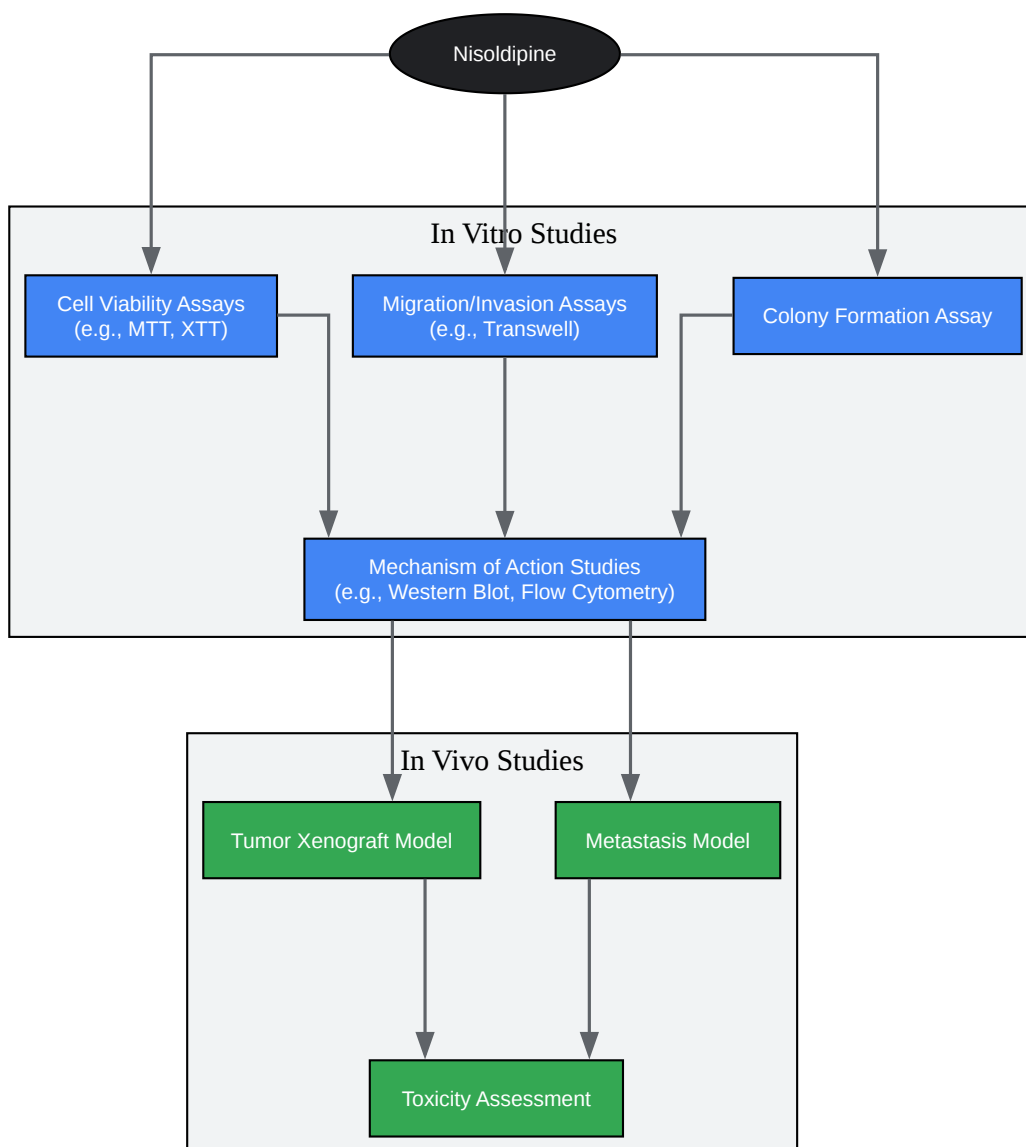 Nisoldipine
In Vitro Studies
Cell Viability Assays
(e.g., MTT, XTT)
Migration/Invasion Assays
(e.g., Transwell)
Colony Formation Assay
Mechanism of Action Studies
(e.g., Western Blot, Flow Cytometry)
In Vivo Studies
Tumor Xenograft Model
Metastasis Model
Toxicity Assessment